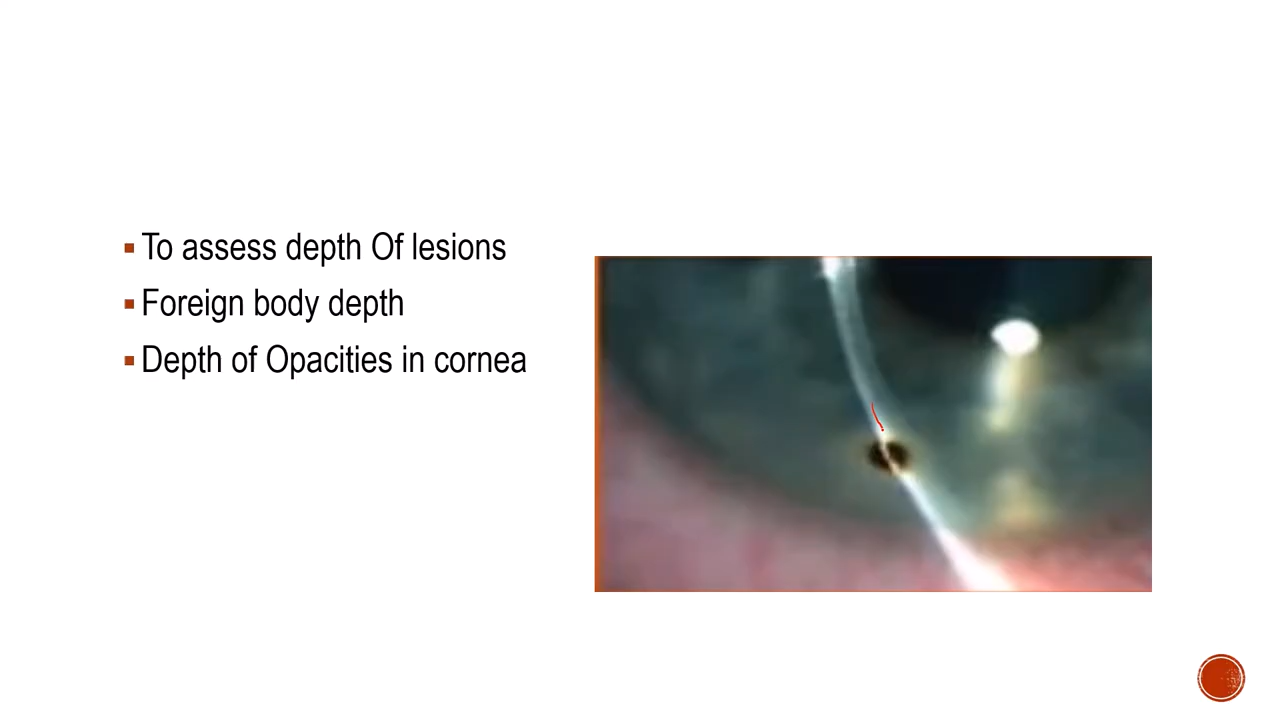 To assess depth Of lesions
Foreign body depth
Depth of Opacities in cornea